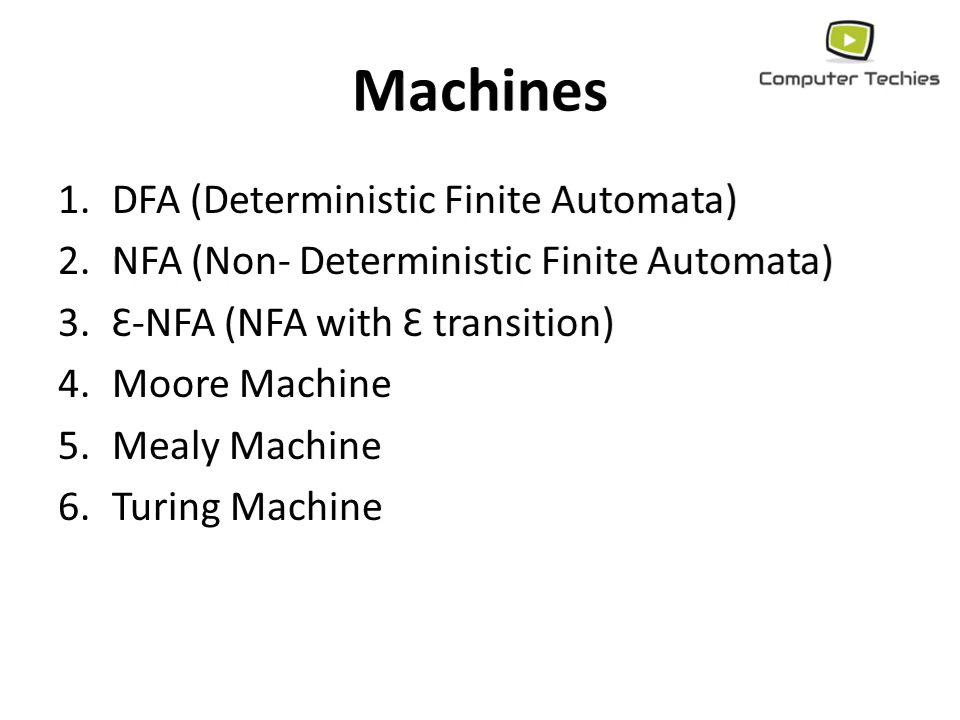 Computer Techies
Machines
1. DFA (Deterministic Finite Automata)
2. NFA (Non- Deterministic Finite Automata)
3. Ɛ-NFA (NFA with Ɛ transition)
4. Moore Machine
5. Mealy Machine
6. Turing Machine